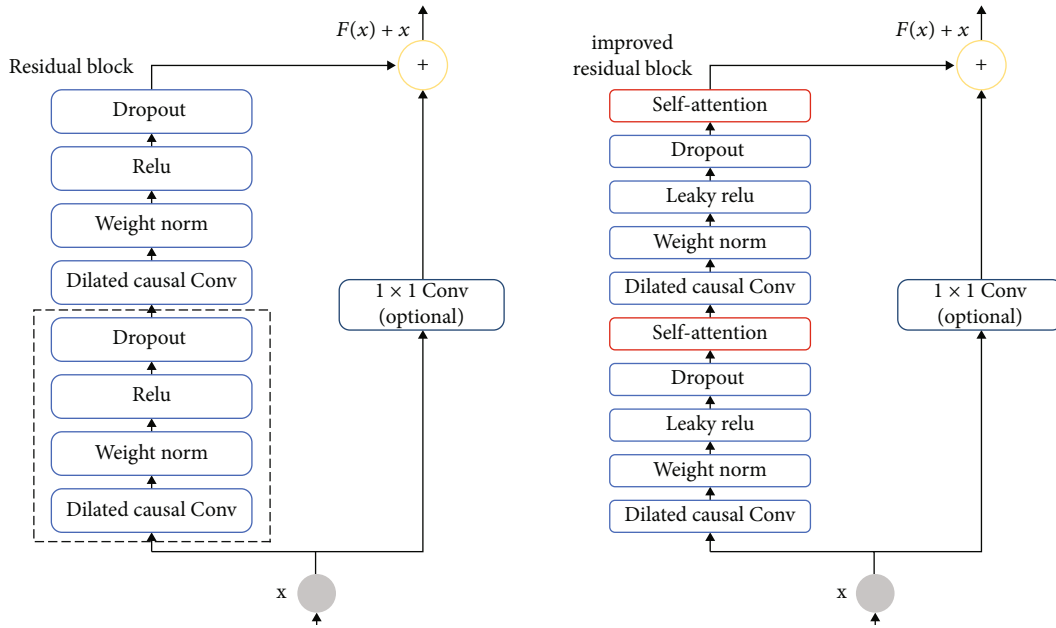 F(x) + x
+
Residual block
Dropout
Relu
Weight norm
Dilated causal Conv
1 × 1 Conv
(optional)
Dropout
Relu
Weight norm
Dilated causal Conv
x
F(x) + x
+
improved
residual block
Self-attention
Dropout
Leaky relu
Weight norm
Dilated causal Conv
1 × 1 Conv
(optional)
Self-attention
Dropout
Leaky relu
Weight norm
Dilated causal Conv
x